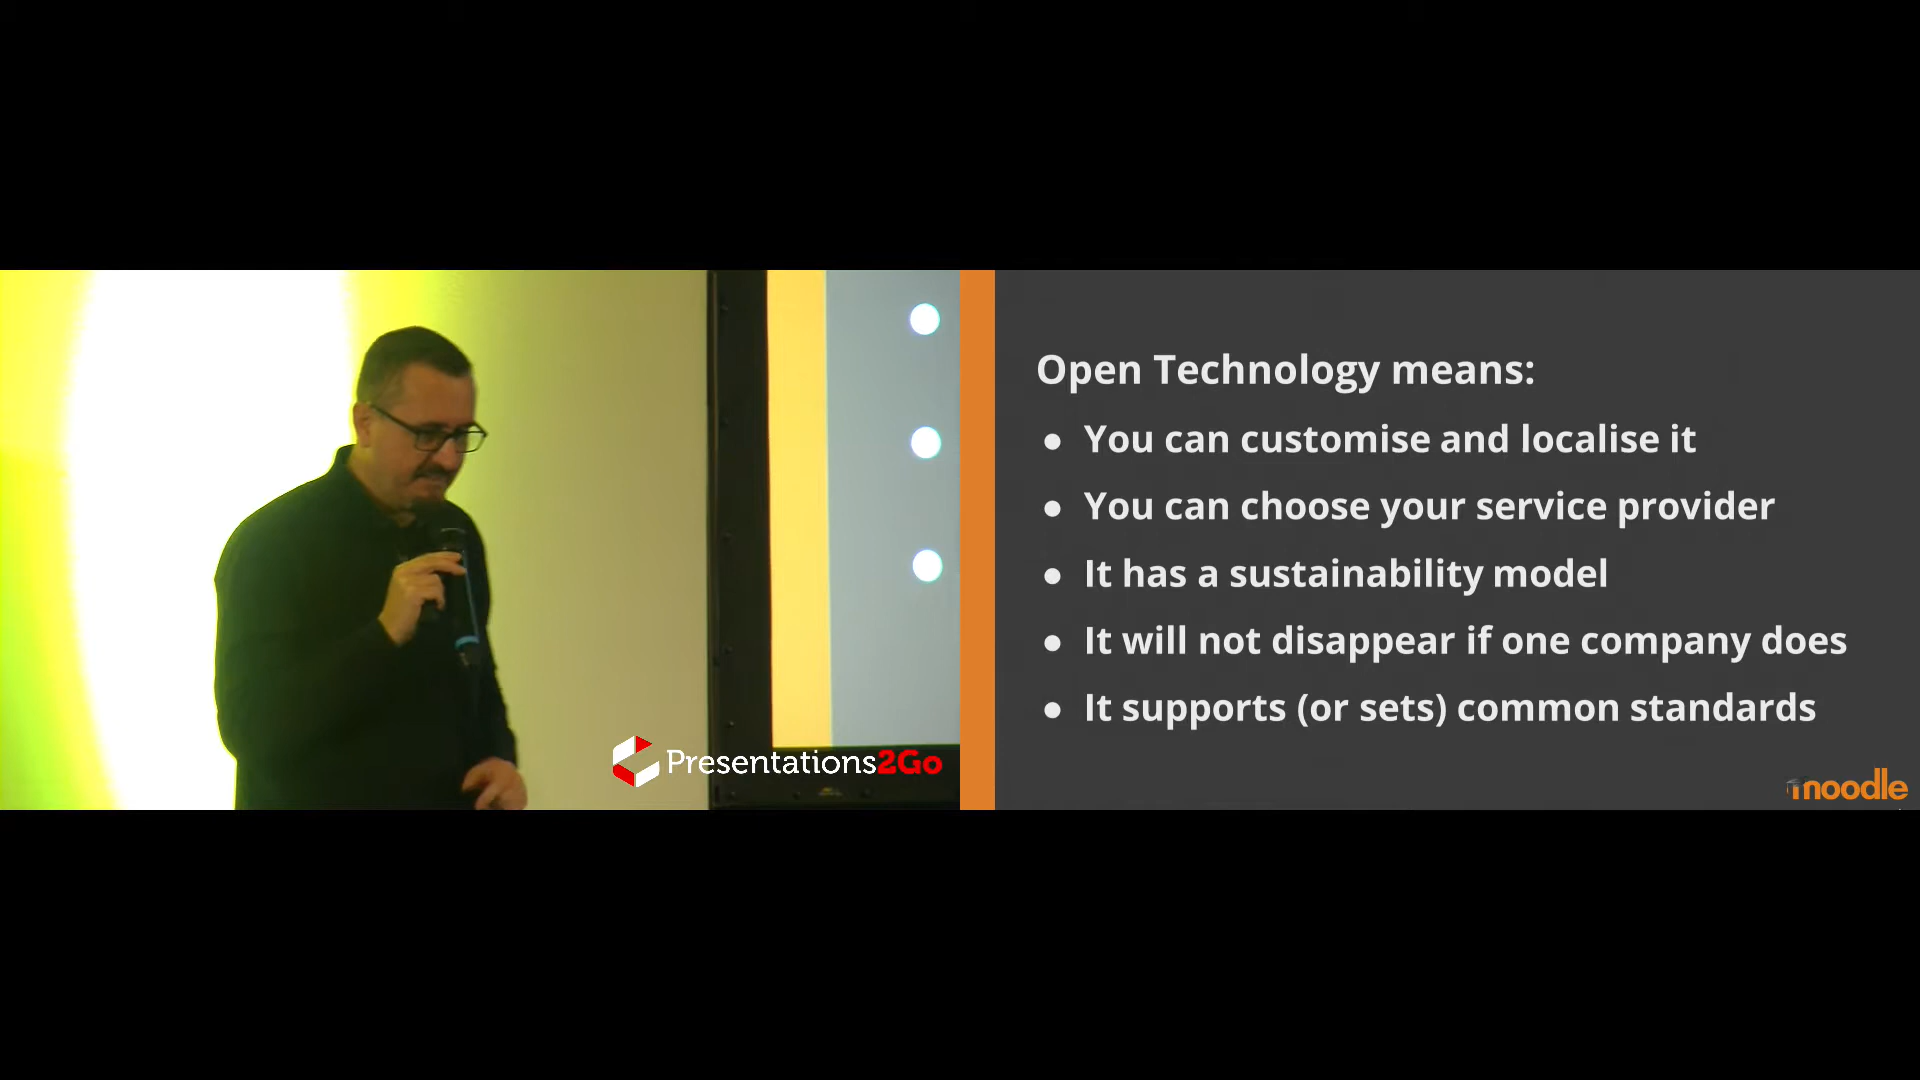 Open Technology means:
● You can customise and localise it
● You can choose your service provider
● It has a sustainability model
● It will not disappear if one company does
● It supports (or sets) common standards
Presentations2Go
moodle